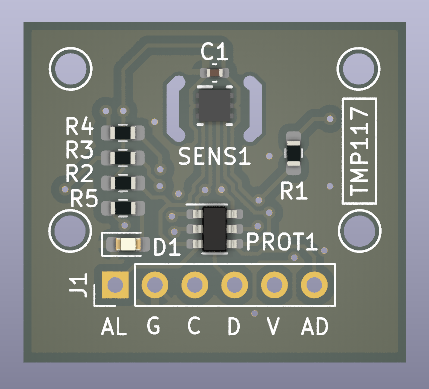 C1
R4
R3
R2
R5
SENS1
R1
TMP117
D1
PROT1
J1
AL G C D V AD